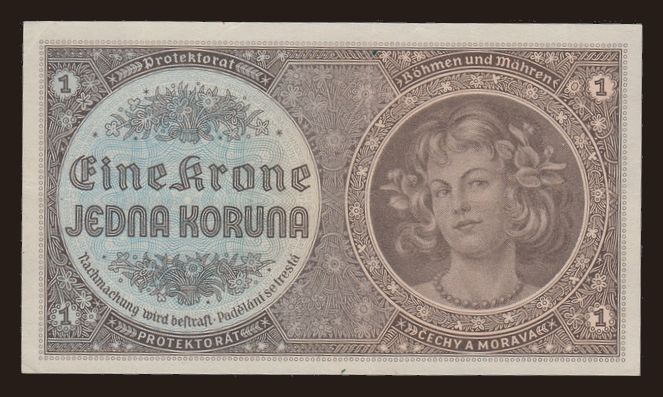 1
Protektorat
Böhmen und Mähren
1
Eine Krone
JEDNA KORUNA
Nachmachung wird bestraft · Padělání se trestá
1
PROTEKTORÁT
ČECHY A MORAVA
1